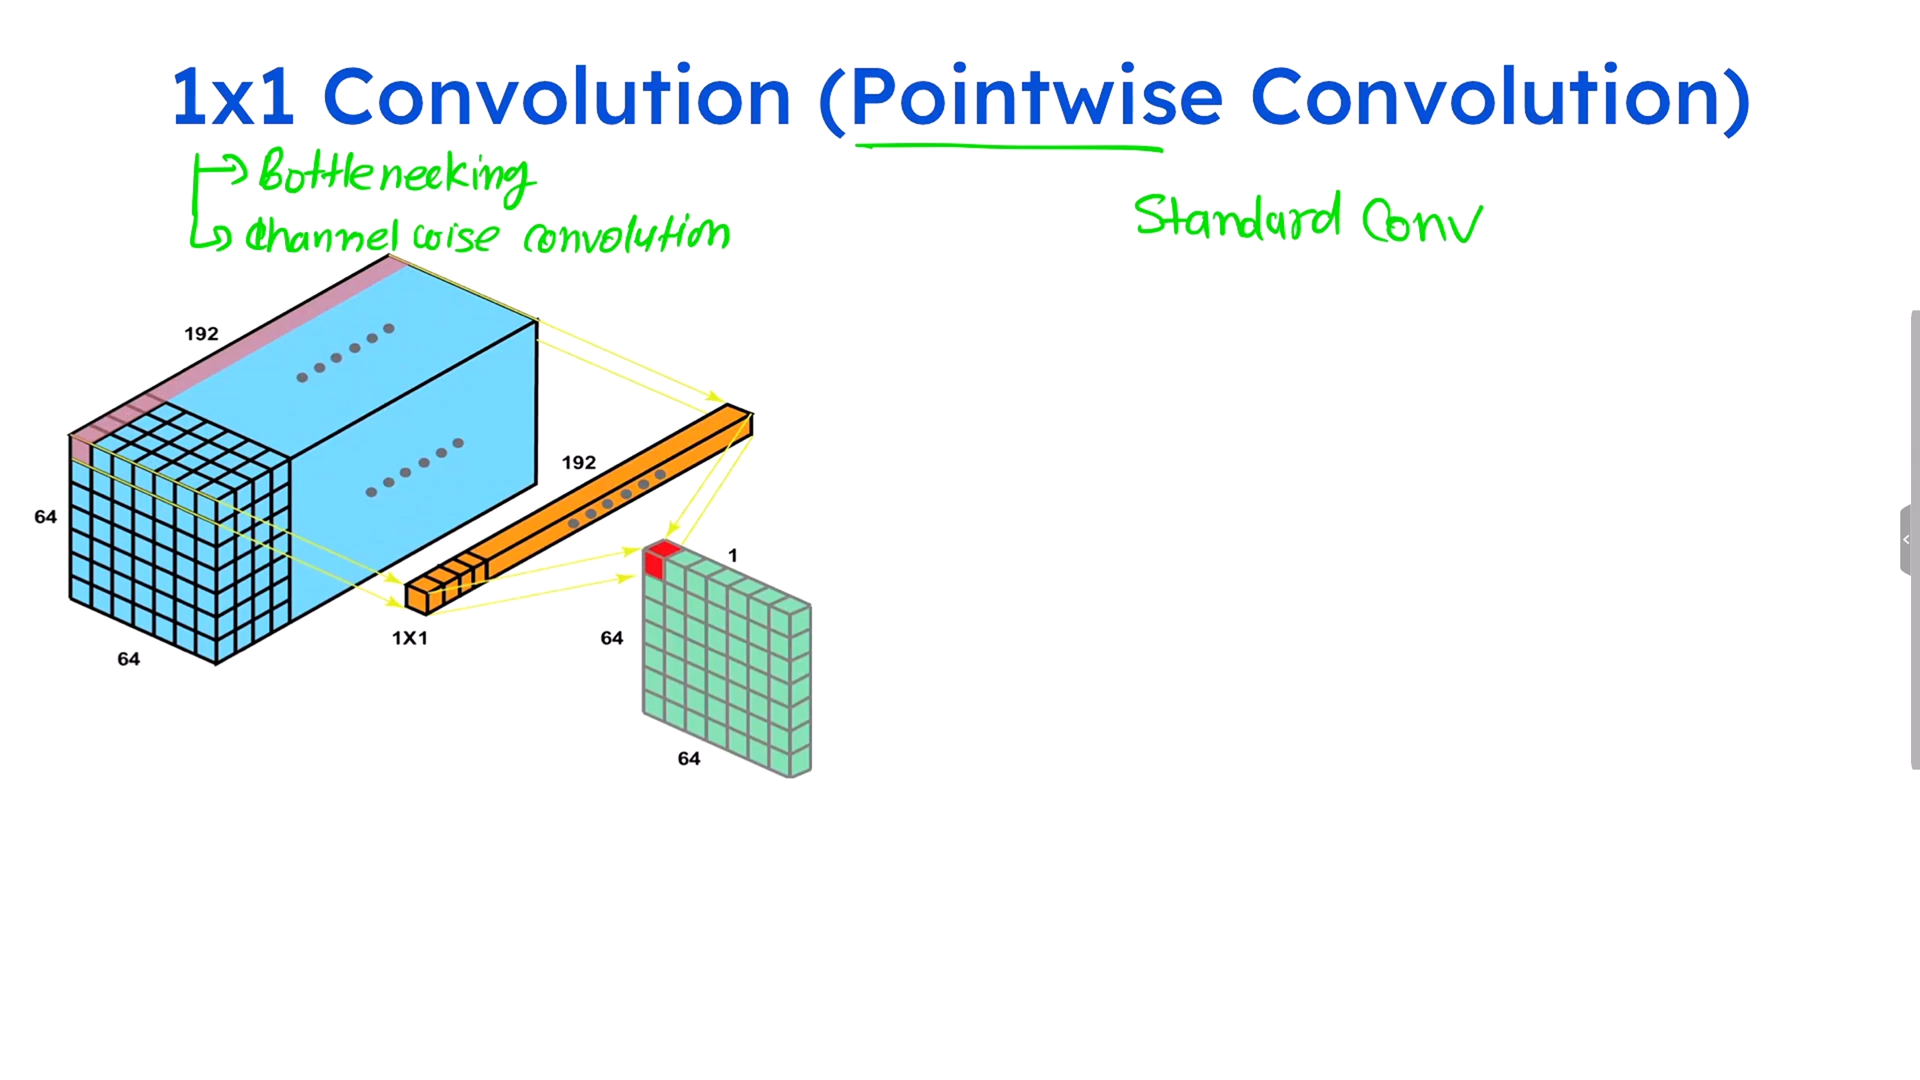 1x1 Convolution (Pointwise Convolution)
Bottlenecking
Channel wise convolution
Standard Conv
192
192
64
1
1X1
64
64
64
<